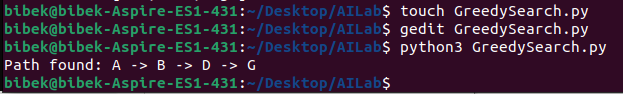 bibek@bibek-Aspire-ES1-431:~/Desktop/AILab$ touch GreedySearch.py
bibek@bibek-Aspire-ES1-431:~/Desktop/AILab$ gedit GreedySearch.py
bibek@bibek-Aspire-ES1-431:~/Desktop/AILab$ python3 GreedySearch.py
Path found: A -> B -> D -> G
bibek@bibek-Aspire-ES1-431:~/Desktop/AILab$